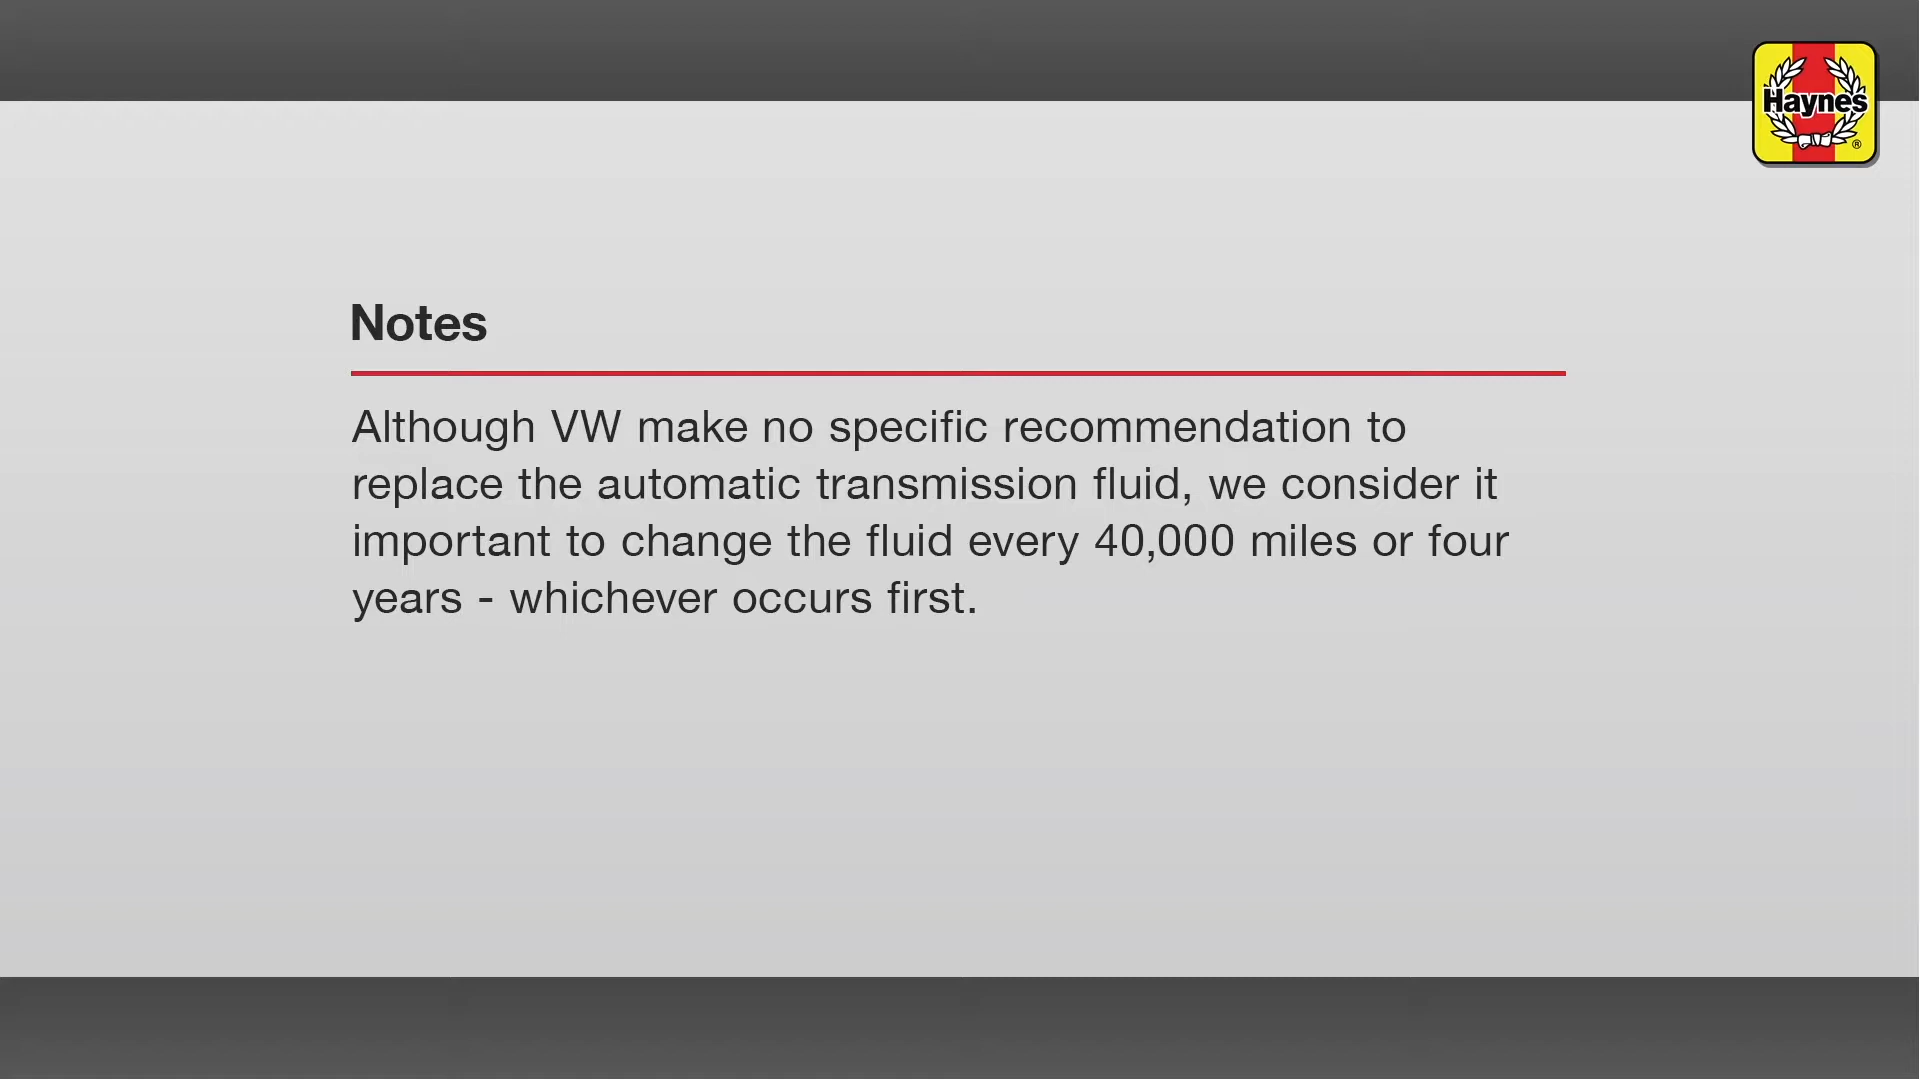 Haynes
®
Notes
Although VW make no specific recommendation to
replace the automatic transmission fluid, we consider it
important to change the fluid every 40,000 miles or four
years - whichever occurs first.